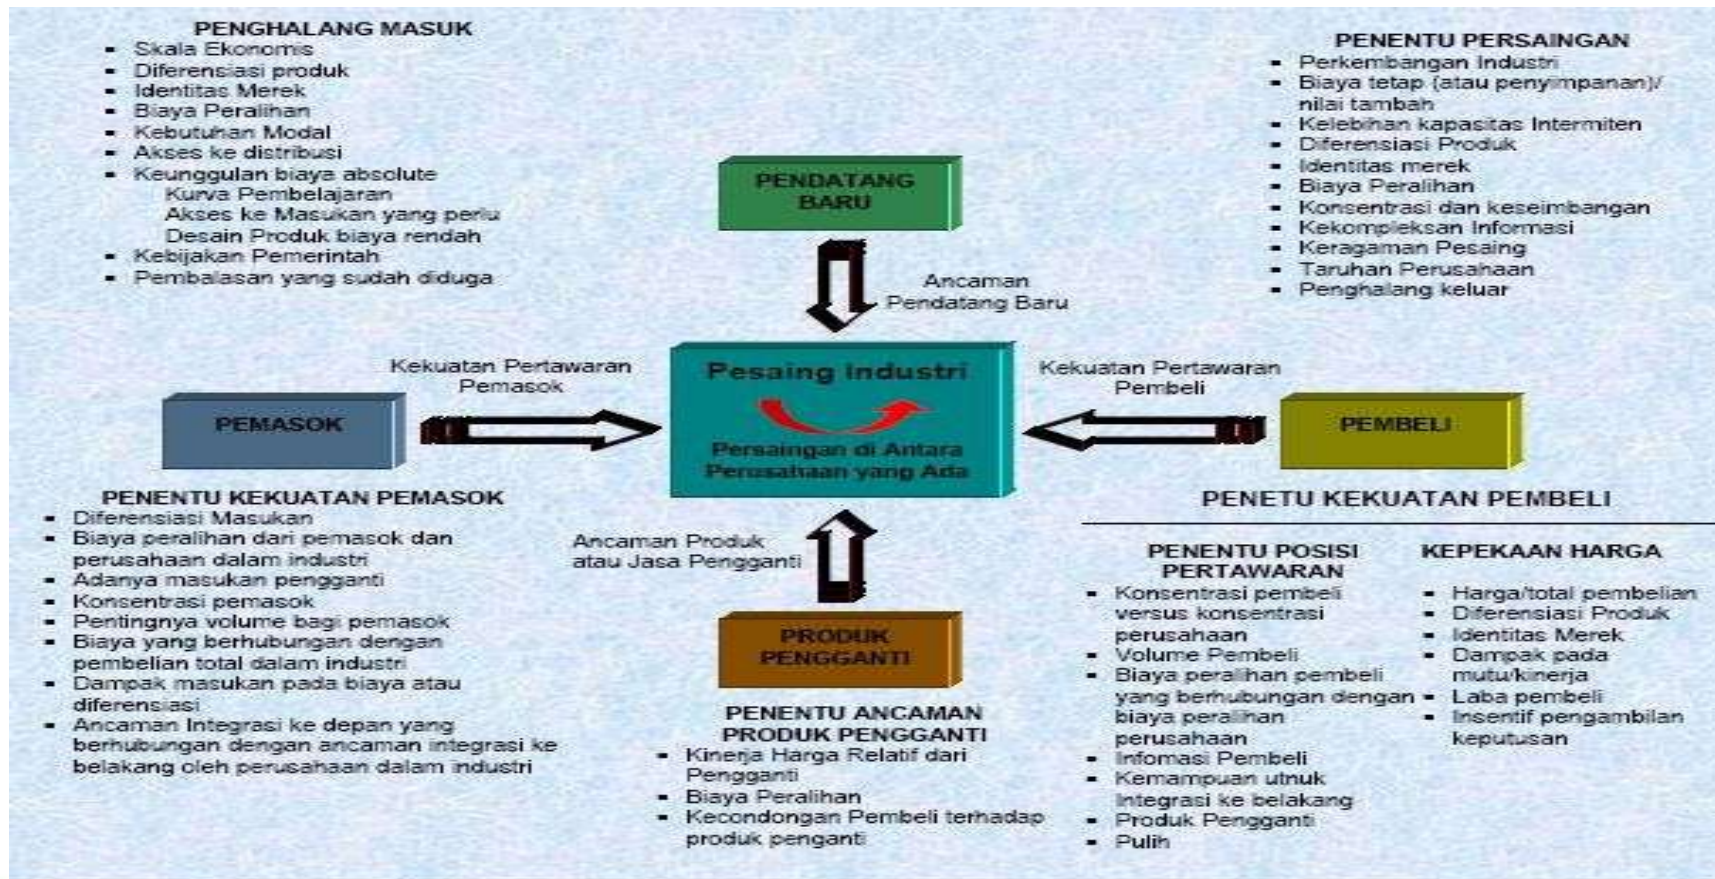 PENGHALANG MASUK
▪ Skala Ekonomis
▪ Diferensiasi produk
▪ Identitas Merek
▪ Biaya Peralihan
▪ Kebutuhan Modal
▪ Akses ke distribusi
▪ Keunggulan biaya absolute
Kurva Pembelajaran
Akses ke Masukan yang perlu
Desain Produk biaya rendah
▪ Kebijakan Pemerintah
▪ Pembalasan yang sudah diduga
PENENTU PERSAINGAN
▪ Perkembangan Industri
▪ Biaya tetap (atau penyimpanan)/
nilai tambah
▪ Kelebihan kapasitas Intermiten
▪ Diferensiasi Produk
▪ Identitas merek
▪ Biaya Peralihan
▪ Konsentrasi dan keseimbangan
▪ Kekompleksan Informasi
▪ Keragaman Pesaing
▪ Taruhan Perusahaan
▪ Penghalang keluar
PENDATANG
BARU
Ancaman
Pendatang Baru
Kekuatan Pertawaran
Pemasok
Pesaing Industri
Persaingan di Antara
Perusahaan yang Ada
Kekuatan Pertawaran
Pembeli
PEMASOK
PEMBELI
PENENTU KEKUATAN PEMASOK
▪ Diferensiasi Masukan
▪ Biaya peralihan dari pemasok dan
perusahaan dalam industri
▪ Adanya masukan pengganti
▪ Konsentrasi pemasok
▪ Pentingnya volume bagi pemasok
▪ Biaya yang berhubungan dengan
pembelian total dalam industri
▪ Dampak masukan pada biaya atau
diferensiasi
▪ Ancaman Integrasi ke depan yang
berhubungan dengan ancaman integrasi ke
belakang oleh perusahaan dalam industri
Ancaman Produk
atau Jasa Pengganti
PRODUK
PENGGANTI
PENENTU ANCAMAN
PRODUK PENGGANTI
▪ Kinerja Harga Relatif dari
Pengganti
▪ Biaya Peralihan
▪ Kecondongan Pembeli terhadap
produk penganti
PENETU KEKUATAN PEMBELI
PENENTU POSISI
PERTAWARAN
▪ Konsentrasi pembeli
versus konsentrasi
perusahaan
▪ Volume Pembeli
▪ Biaya peralihan pembeli
yang berhubungan dengan
biaya peralihan
perusahaan
▪ Infomasi Pembeli
▪ Kemampuan utnuk
Integrasi ke belakang
▪ Produk Pengganti
▪ Pulih
KEPEKAAN HARGA
▪ Harga/total pembelian
▪ Diferensiasi Produk
▪ Identitas Merek
▪ Dampak pada
mutu/kinerja
▪ Laba pembeli
▪ Insentif pengambilan
keputusan